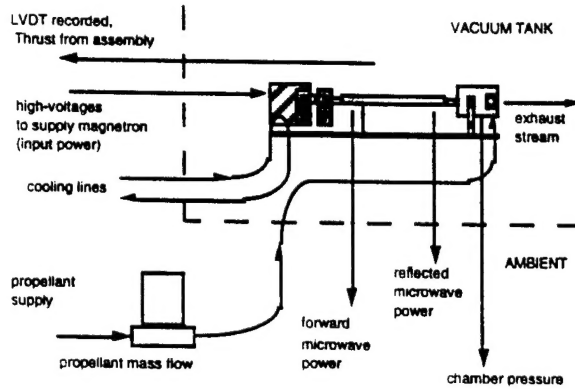 LVDT recorded,
Thrust from assembly
VACUUM TANK
high-voltages
to supply magnetron
(input power)
exhaust
stream
cooling lines
AMBIENT
propellant
supply
reflected
microwave
power
forward
microwave
power
propellant mass flow
chamber pressure